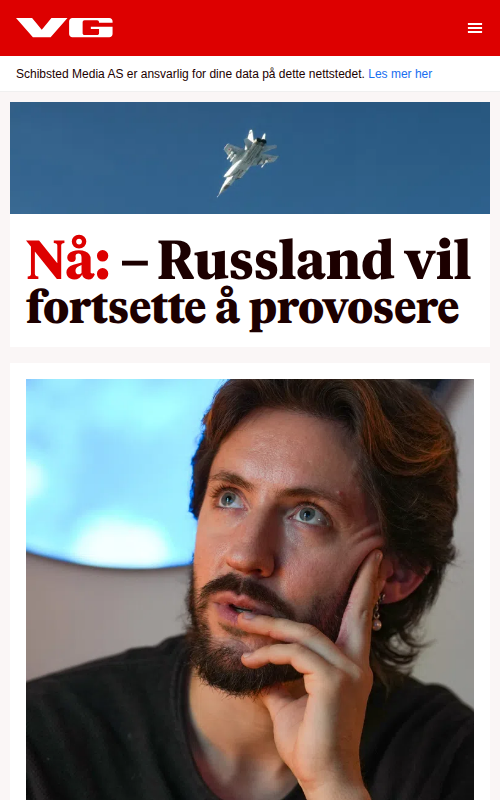 VG
Schibsted Media AS er ansvarlig for dine data på dette nettstedet. Les mer her
Nå: – Russland vil
fortsette å provosere